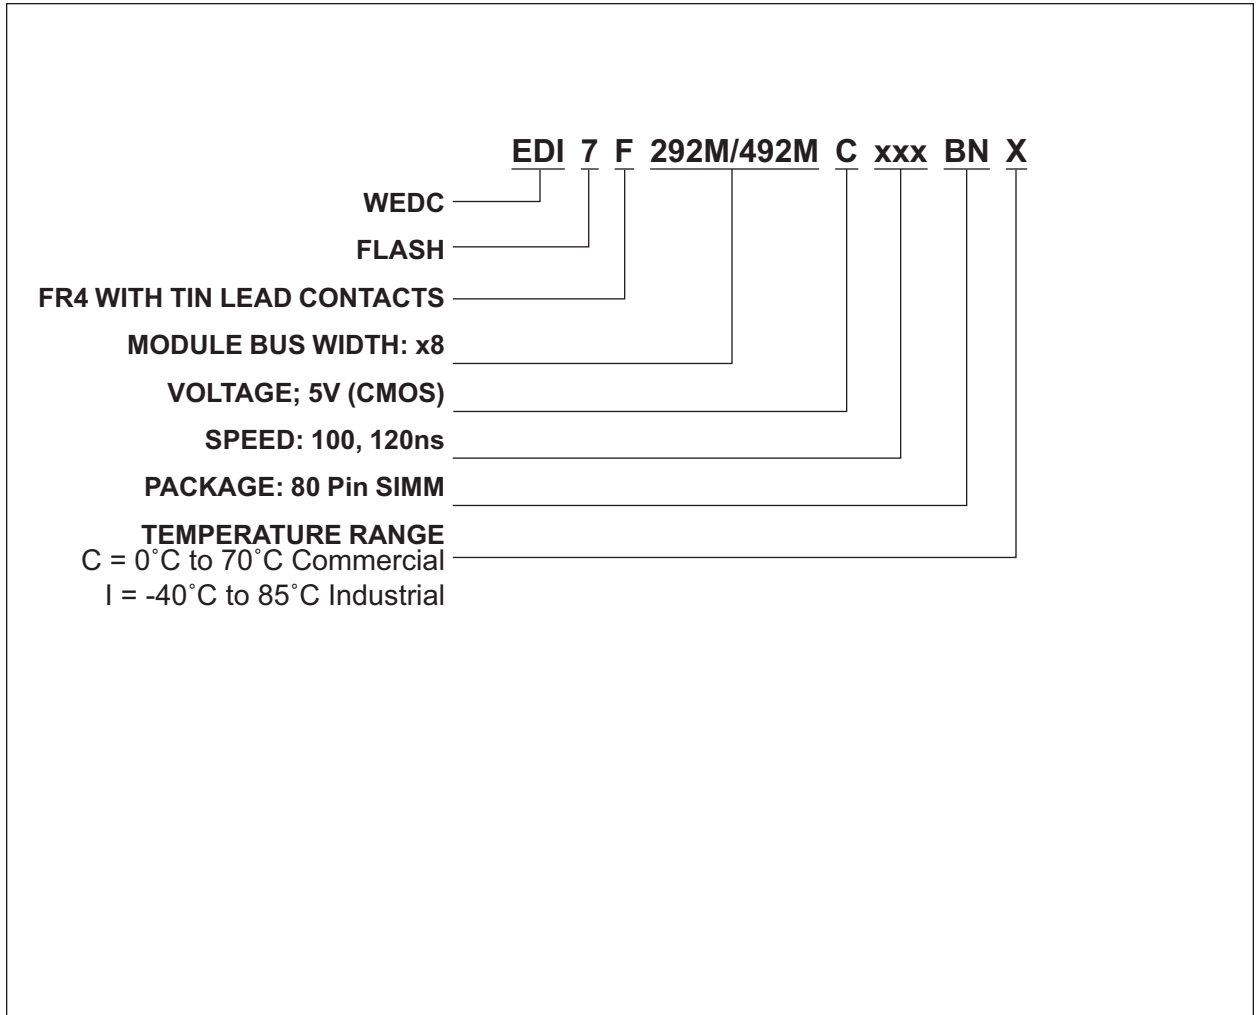 EDI 7 F 292M/492M C xxx BN X
WEDC
FLASH
FR4 WITH TIN LEAD CONTACTS
MODULE BUS WIDTH: x8
VOLTAGE; 5V (CMOS)
SPEED: 100, 120ns
PACKAGE: 80 Pin SIMM
TEMPERATURE RANGE
C = 0˚C to 70˚C Commercial
I = -40˚C to 85˚C Industrial